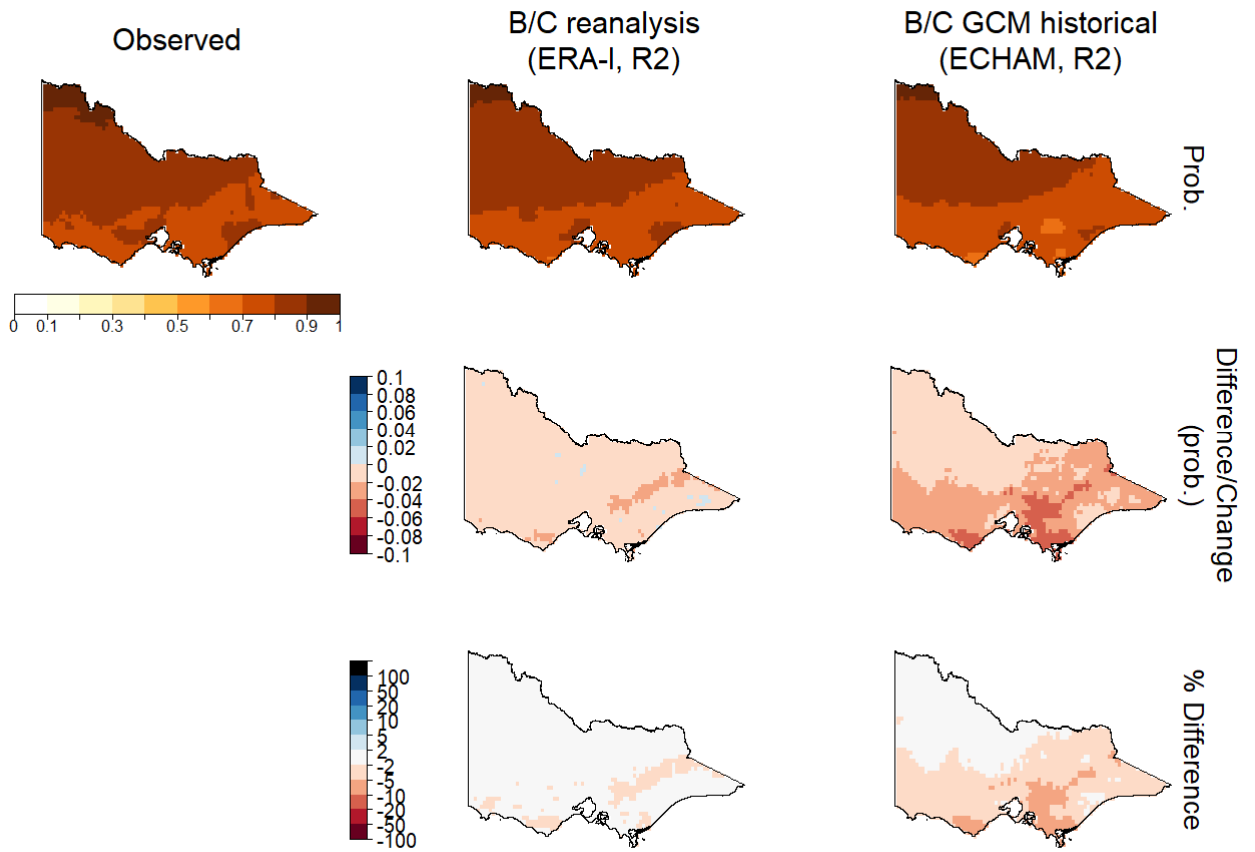 Observed
B/C reanalysis
(ERA-I, R2)
B/C GCM historical
(ECHAM, R2)
Prob.
0 0.1 0.3 0.5 0.7 0.9 1
Difference/Change
(prob.)
0.1
0.08
0.06
0.04
0.02
0
-0.02
-0.04
-0.06
-0.08
-0.1
% Difference
100
50
20
10
5
2
-2
-5
-10
-20
-50
-100